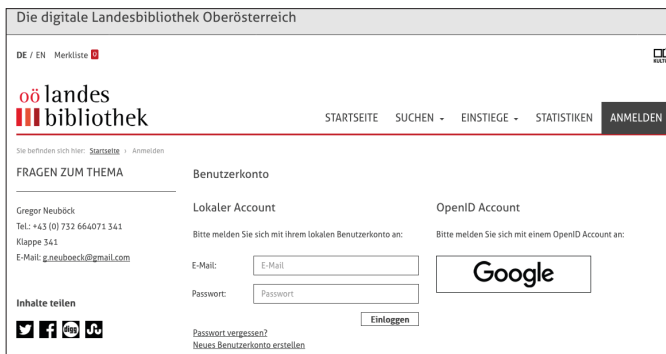 Die digitale Landesbibliothek Oberösterreich
DE / EN Merkliste 0
KULTU
oö landes
bibliothek
STARTSEITE SUCHEN EINSTIEGE STATISTIKEN ANMELDEN
Sie befinden sich hier: Startseite › Anmelden
FRAGEN ZUM THEMA
Gregor Neuböck
Tel.: +43 (0) 732 664071 341
Klappe 341
E-Mail: g.neuboeck@gmail.com
Inhalte teilen
digg
Benutzerkonto
Lokaler Account
Bitte melden Sie sich mit ihrem lokalen Benutzerkonto an:
E-Mail: E-Mail
Passwort: Passwort
Einloggen
Passwort vergessen?
Neues Benutzerkonto erstellen
OpenID Account
Bitte melden Sie sich mit einem OpenID Account an:
Google